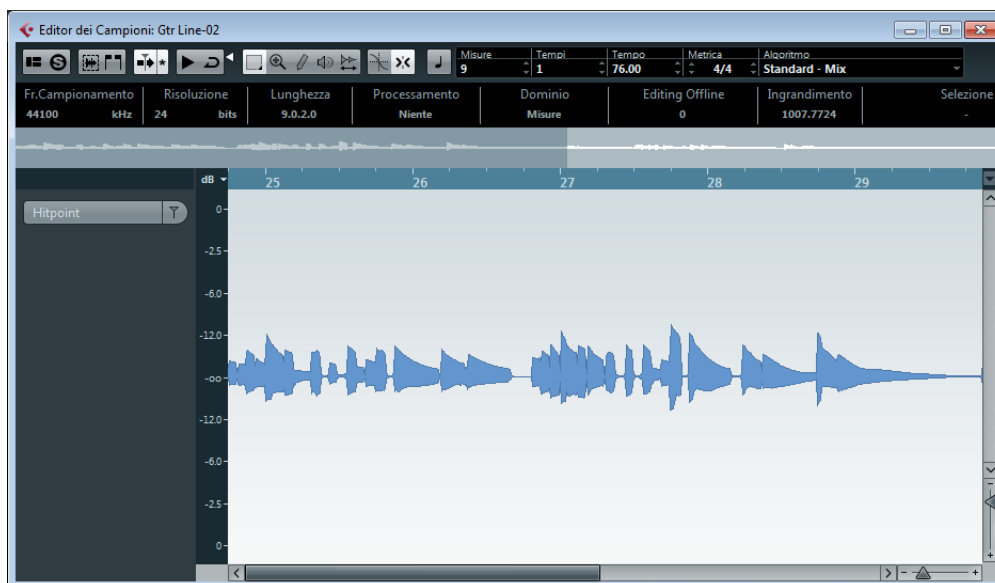 Editor dei Campioni: Gtr Line-02
Misure Tempi Tempo Metrica Algoritmo
9 1 76.00 4/4 Standard - Mix
Fr.Campionamento Risoluzione Lunghezza Processamento Dominio Editing Offline Ingrandimento Selezione
44100 kHz 24 bits 9.0.2.0 Niente Misure 0 1007.7724 -
dB 25 26 27 28 29
Hitpoint
0
-2.5
-6.0
-12.0
-oo
-12.0
-6.0
-2.5
0